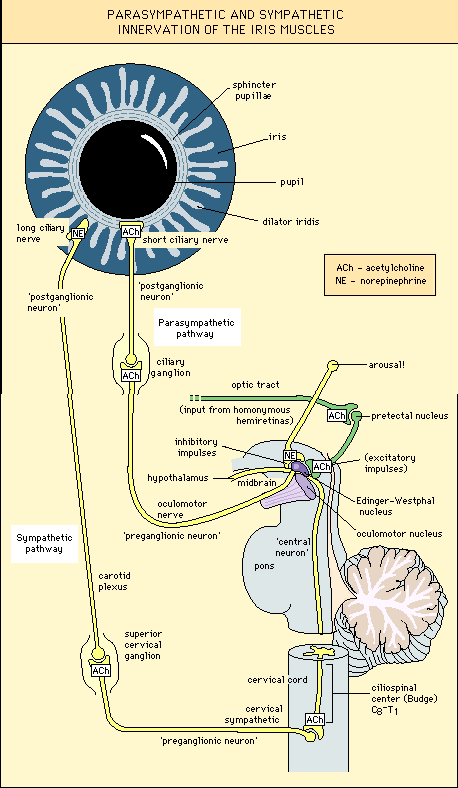 PARASYMPATHETIC AND SYMPATHETIC
INNERVATION OF THE IRIS MUSCLES
sphincter
pupillae
iris
pupil
dilator iridis
long ciliary
nerve
NE
ACh
short ciliary nerve
ACh - acetylcholine
NE - norepinephrine
'postganglionic
neuron'
'postganglionic
neuron'
Parasympathetic
pathway
ciliary
ganglion
ACh
arousal!
optic tract
(input from homonymous
hemiretinas)
ACh
pretectal nucleus
inhibitory
impulses
NE
ACh
(excitatory
impulses)
hypothalamus
midbrain
Edinger-Westphal
nucleus
oculomotor
nerve
oculomotor nucleus
'preganglionic neuron'
'central
neuron'
Sympathetic
pathway
pons
carotid
plexus
superior
cervical
ganglion
ACh
cervical cord
ciliospinal
center (Budge)
C8-T1
cervical
sympathetic
ACh
'preganglionic neuron'